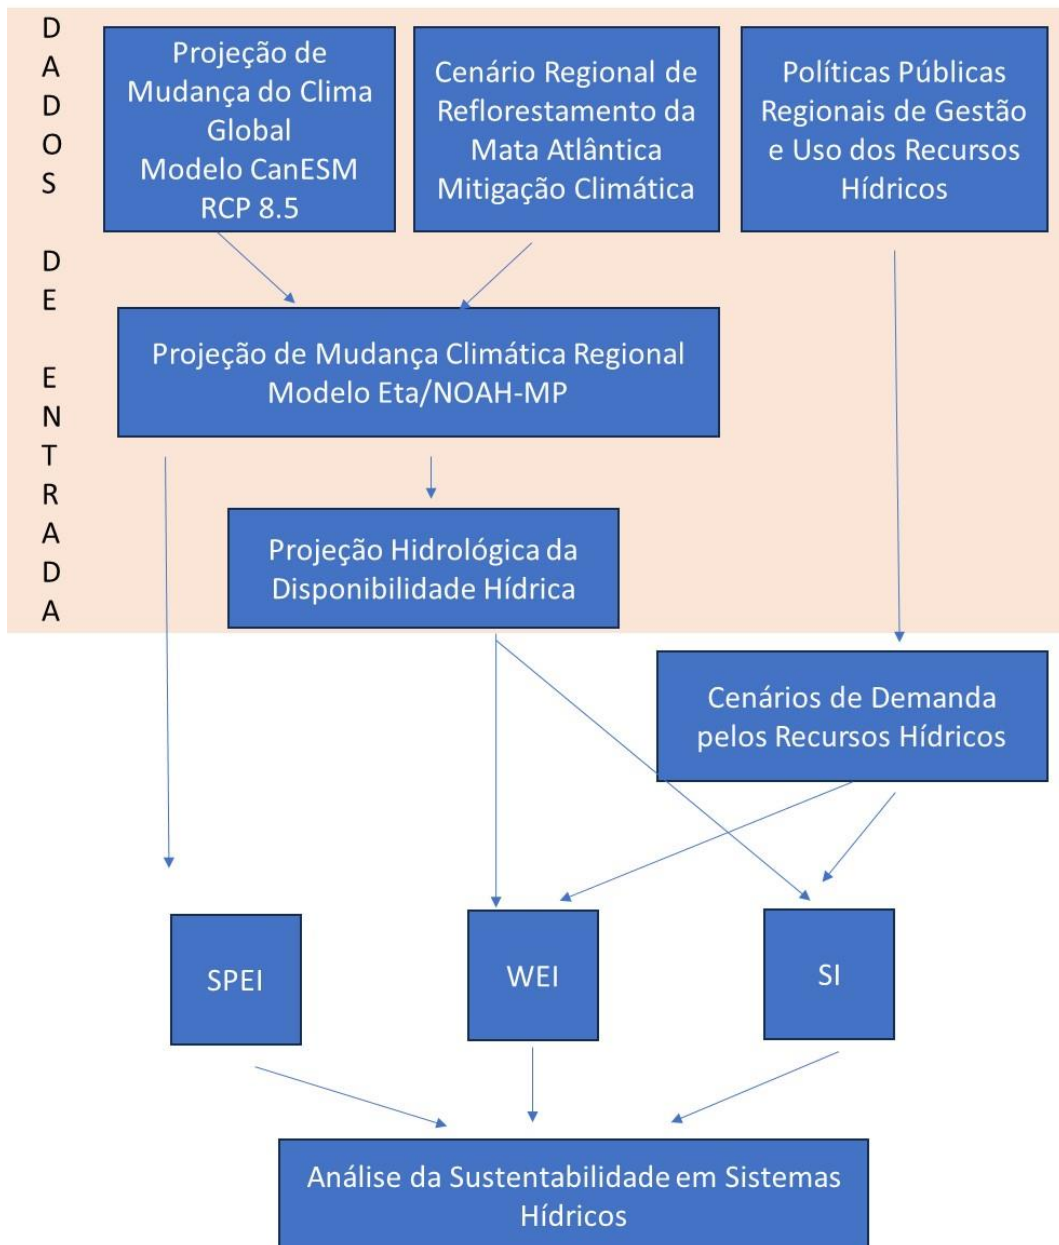 DADOS DE ENTRADA
Projeção de
Mudança do Clima
Global
Modelo CanESM
RCP 8.5
Cenário Regional de
Reflorestamento da
Mata Atlântica
Mitigação Climática
Políticas Públicas
Regionais de Gestão
e Uso dos Recursos
Hídricos
Projeção de Mudança Climática Regional
Modelo Eta/NOAH-MP
Projeção Hidrológica da
Disponibilidade Hídrica
Cenários de Demanda
pelos Recursos Hídricos
SPEI
WEI
SI
Análise da Sustentabilidade em Sistemas
Hídricos